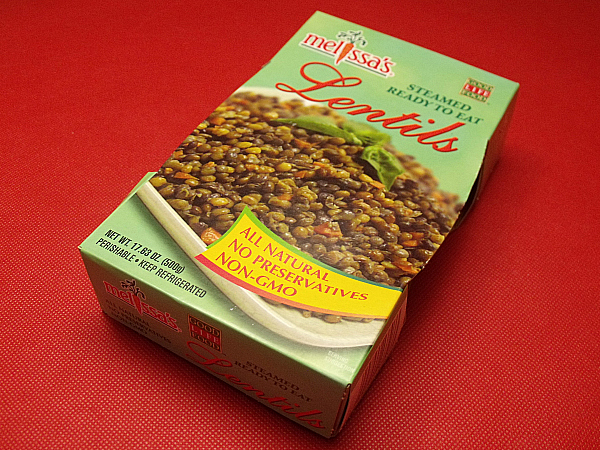 melissa's
STEAMED
READY TO EAT
Lentils
ALL NATURAL
NO PRESERVATIVES
NON-GMO
NET WT. 17.63 OZ. (500g)
PERISHABLE • KEEP REFRIGERATED
melissa's
STEAMED
READY TO EAT
Lentils